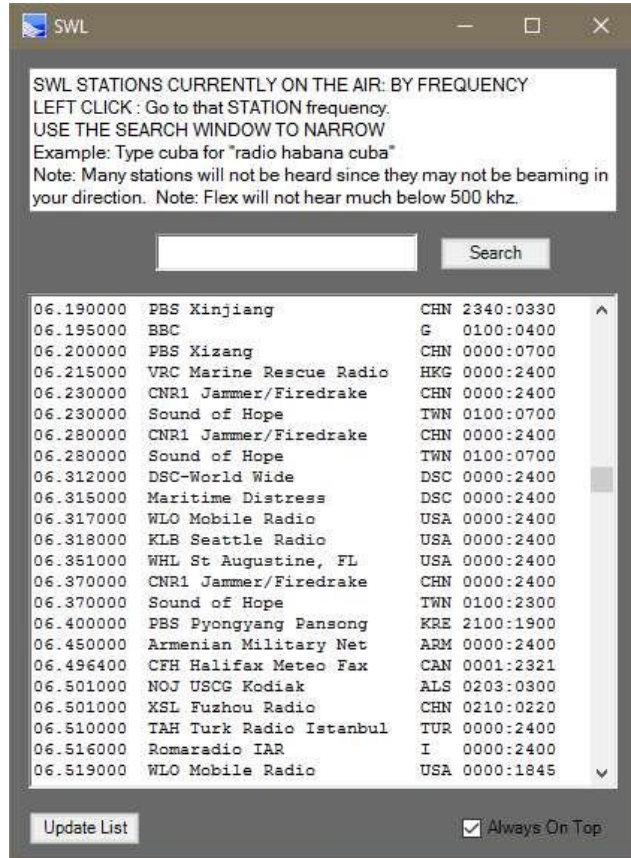 SWL
SWL STATIONS CURRENTLY ON THE AIR: BY FREQUENCY
LEFT CLICK : Go to that STATION frequency.
USE THE SEARCH WINDOW TO NARROW
Example: Type cuba for "radio habana cuba"
Note: Many stations will not be heard since they may not be beaming in
your direction.  Note: Flex will not hear much below 500 khz.
Search
06.190000 PBS Xinjiang CHN 2340:0330
06.195000 BBC G 0100:0400
06.200000 PBS Xizang CHN 0000:0700
06.215000 VRC Marine Rescue Radio HKG 0000:2400
06.230000 CNR1 Jammer/Firedrake CHN 0000:2400
06.230000 Sound of Hope TWN 0100:0700
06.280000 CNR1 Jammer/Firedrake CHN 0000:2400
06.280000 Sound of Hope TWN 0100:0700
06.312000 DSC-World Wide DSC 0000:2400
06.315000 Maritime Distress DSC 0000:2400
06.317000 WLO Mobile Radio USA 0000:2400
06.318000 KLB Seattle Radio USA 0000:2400
06.351000 WHL St Augustine, FL USA 0000:2400
06.370000 CNR1 Jammer/Firedrake CHN 0000:2400
06.370000 Sound of Hope TWN 0100:2300
06.400000 PBS Pyongyang Pansong KRE 2100:1900
06.450000 Armenian Military Net ARM 0000:2400
06.496400 CFH Halifax Meteo Fax CAN 0001:2321
06.501000 NOJ USCG Kodiak ALS 0203:0300
06.501000 XSL Fuzhou Radio CHN 0210:0220
06.510000 TAH Turk Radio Istanbul TUR 0000:2400
06.516000 Romaradio IAR I 0000:2400
06.519000 WLO Mobile Radio USA 0000:1845
Update List
Always On Top